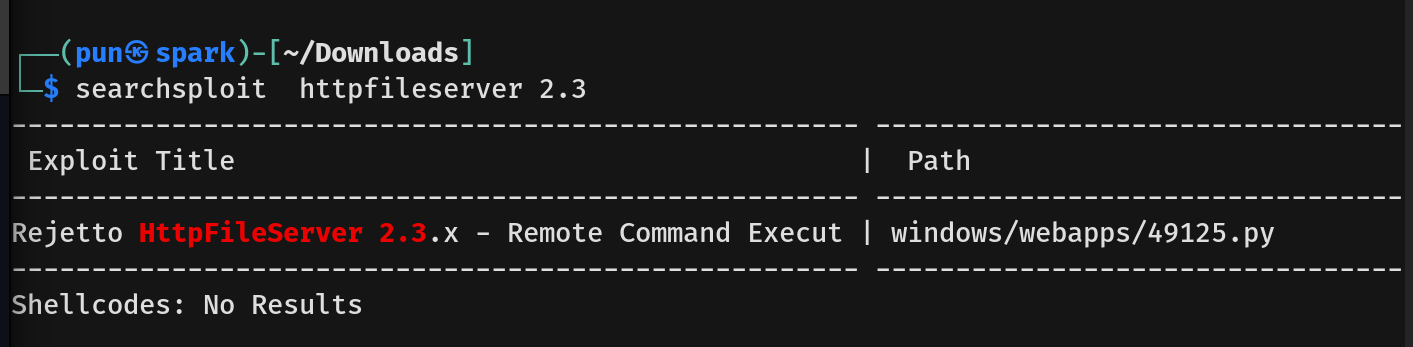 ┌──(pun㉿spark)-[~/Downloads]
└─$ searchsploit  httpfileserver 2.3
----------------------------------------------------- ---------------------------------
 Exploit Title                                       |  Path
----------------------------------------------------- ---------------------------------
Rejetto HttpFileServer 2.3.x - Remote Command Execut | windows/webapps/49125.py
----------------------------------------------------- ---------------------------------
Shellcodes: No Results